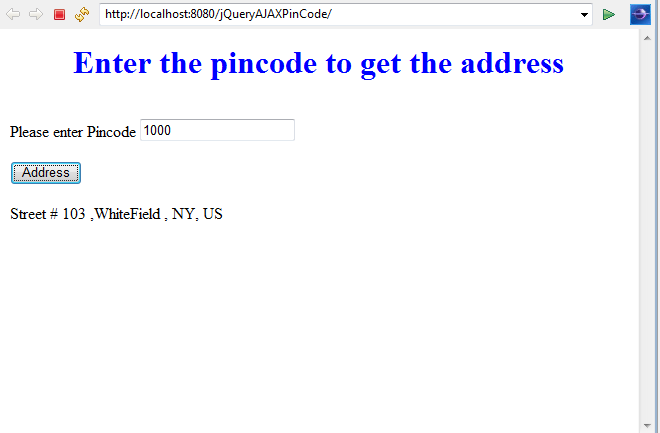 http://localhost:8080/jQueryAJAXPinCode/
Enter the pincode to get the address
Please enter Pincode 1000
Address
Street # 103 ,WhiteField , NY, US